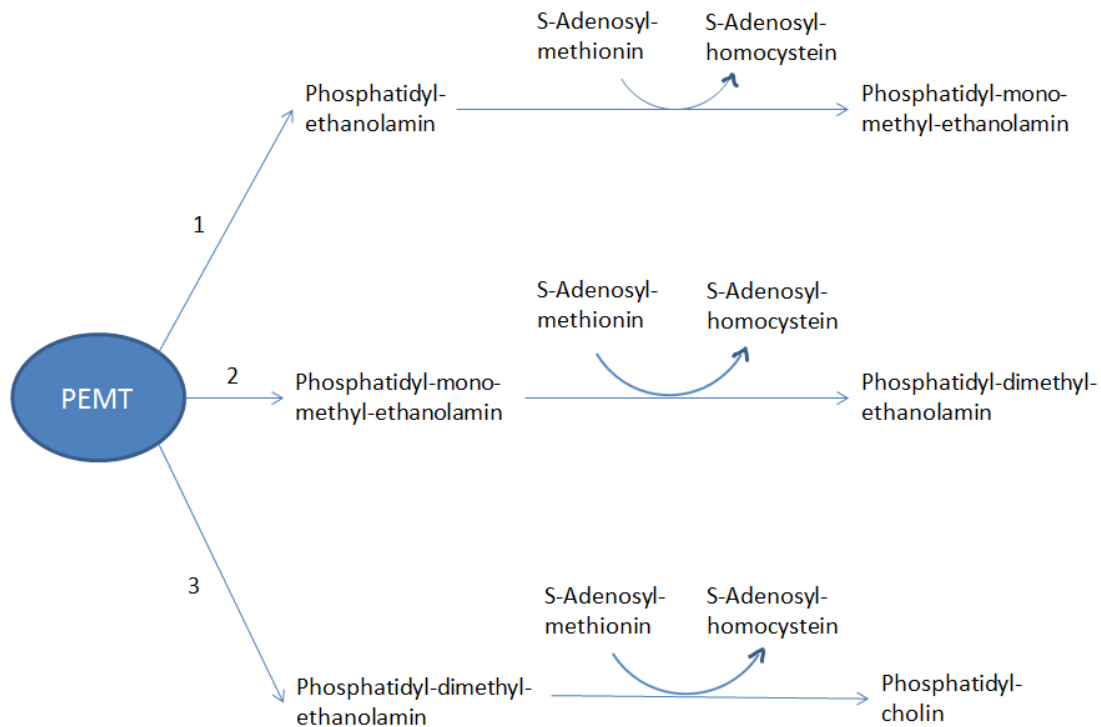 S-Adenosyl-
methionin
S-Adenosyl-
homocystein
Phosphatidyl-
ethanolamin
Phosphatidyl-mono-
methyl-ethanolamin
1
S-Adenosyl-
methionin
S-Adenosyl-
homocystein
PEMT
2
Phosphatidyl-mono-
methyl-ethanolamin
Phosphatidyl-dimethyl-
ethanolamin
3
S-Adenosyl-
methionin
S-Adenosyl-
homocystein
Phosphatidyl-dimethyl-
ethanolamin
Phosphatidyl-
cholin